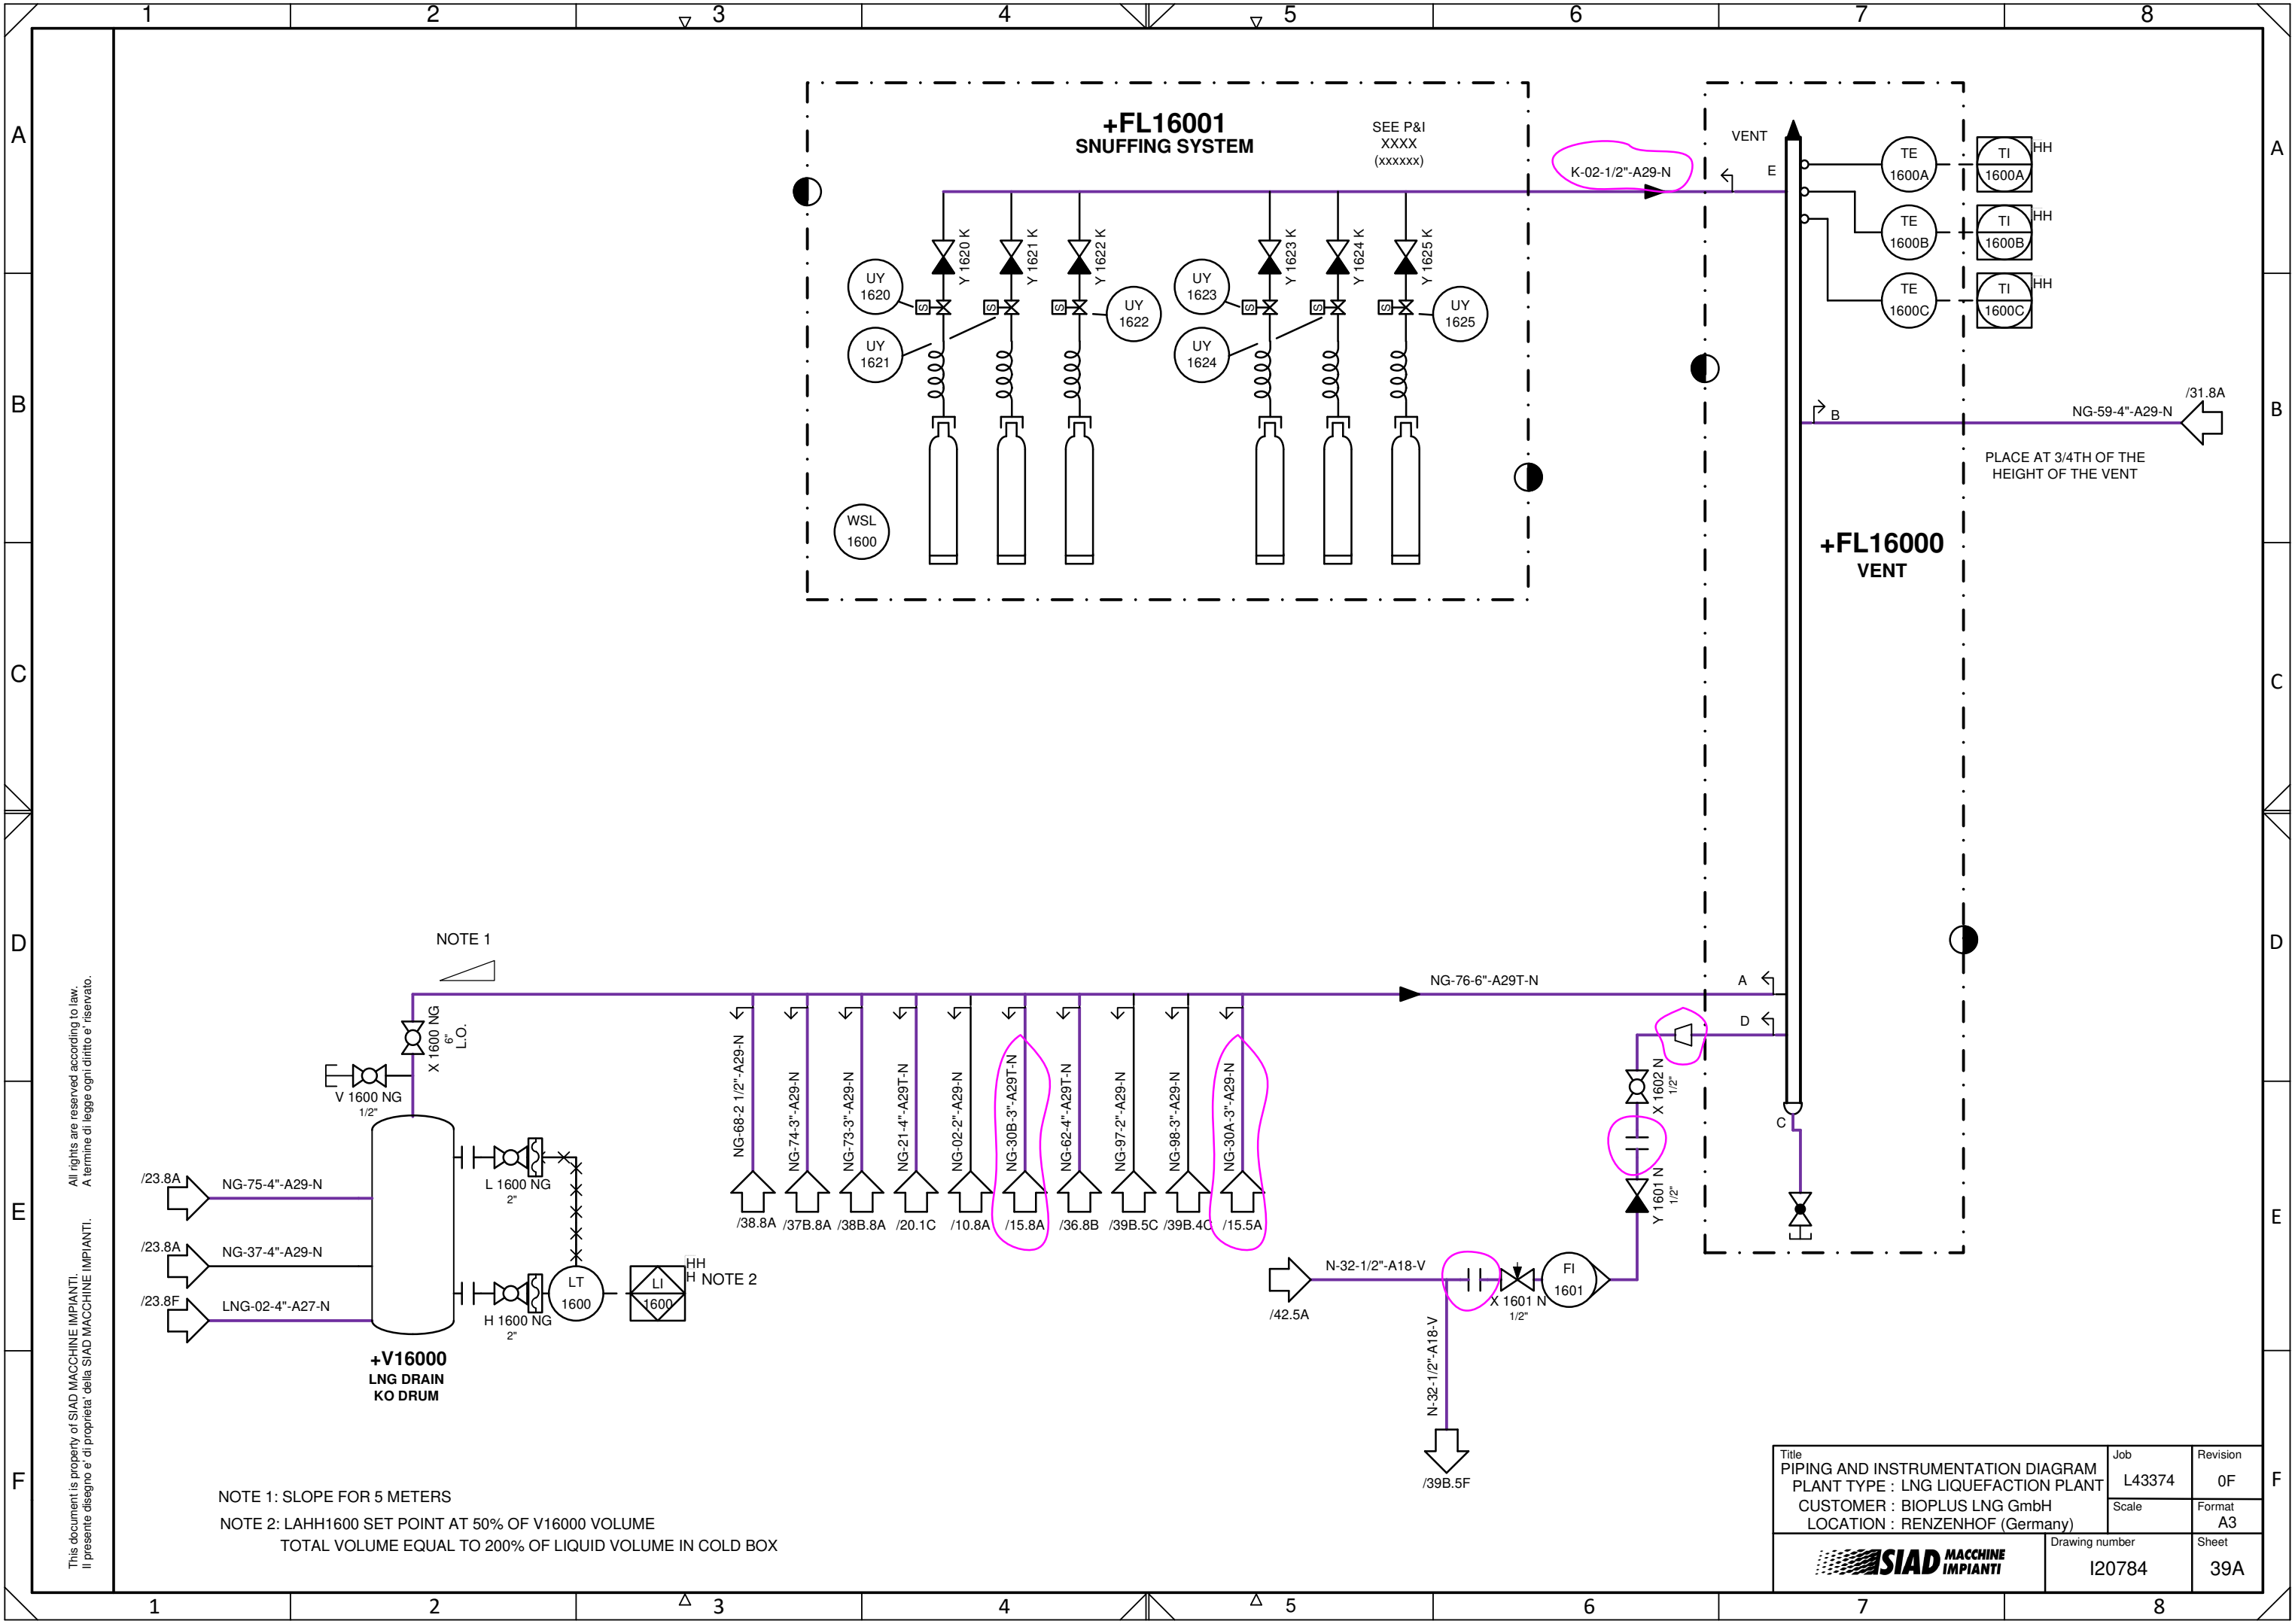 1 2 3 4 5 6 7 8
A
B
C
D
E
F
A
B
C
D
E
F
+FL16001
SNUFFING SYSTEM
SEE P&I
XXXX
(xxxxxx)
K-02-1/2"-A29-N
VENT
E
TE
1600A
TI
1600A
HH
TE
1600B
TI
1600B
HH
TE
1600C
TI
1600C
HH
Y 1620 K
Y 1621 K
Y 1622 K
Y 1623 K
Y 1624 K
Y 1625 K
UY
1620
UY
1621
UY
1622
UY
1623
UY
1624
UY
1625
S
S
S
S
S
S
WSL
1600
/31.8A
NG-59-4"-A29-N
B
PLACE AT 3/4TH OF THE
HEIGHT OF THE VENT
+FL16000
VENT
NOTE 1
NG-76-6"-A29T-N
A
D
C
X 1600 NG
6"
L.O.
V 1600 NG
1/2"
L 1600 NG
2"
H 1600 NG
2"
LT
1600
LI
1600
HH
H
NOTE 2
/23.8A
NG-75-4"-A29-N
/23.8A
NG-37-4"-A29-N
/23.8F
LNG-02-4"-A27-N
+V16000
LNG DRAIN
KO DRUM
NG-68-2 1/2"-A29-N
NG-74-3"-A29-N
NG-73-3"-A29-N
NG-21-4"-A29T-N
NG-02-2"-A29-N
NG-30B-3"-A29T-N
NG-62-4"-A29T-N
NG-97-2"-A29-N
NG-98-3"-A29-N
NG-30A-3"-A29-N
/38.8A
/37B.8A
/38B.8A
/20.1C
/10.8A
/15.8A
/36.8B
/39B.5C
/39B.4C
/15.5A
X 1602 N
1/2"
Y 1601 N
1/2"
N-32-1/2"-A18-V
/42.5A
X 1601 N
1/2"
FI
1601
N-32-1/2"-A18-V
/39B.5F
NOTE 1: SLOPE FOR 5 METERS
NOTE 2: LAHH1600 SET POINT AT 50% OF V16000 VOLUME
TOTAL VOLUME EQUAL TO 200% OF LIQUID VOLUME IN COLD BOX
This document is property of SIAD MACCHINE IMPIANTI. All rights are reserved according to law.
Il presente disegno e' di proprieta' della SIAD MACCHINE IMPIANTI. A termine di legge ogni diritto e' riservato.
Title
PIPING AND INSTRUMENTATION DIAGRAM
PLANT TYPE : LNG LIQUEFACTION PLANT
CUSTOMER : BIOPLUS LNG GmbH
LOCATION : RENZENHOF (Germany)
Job
L43374
Revision
0F
Scale
Format
A3
SIAD MACCHINE
IMPIANTI
Drawing number
I20784
Sheet
39A
1 2 3 4 5 6 7 8